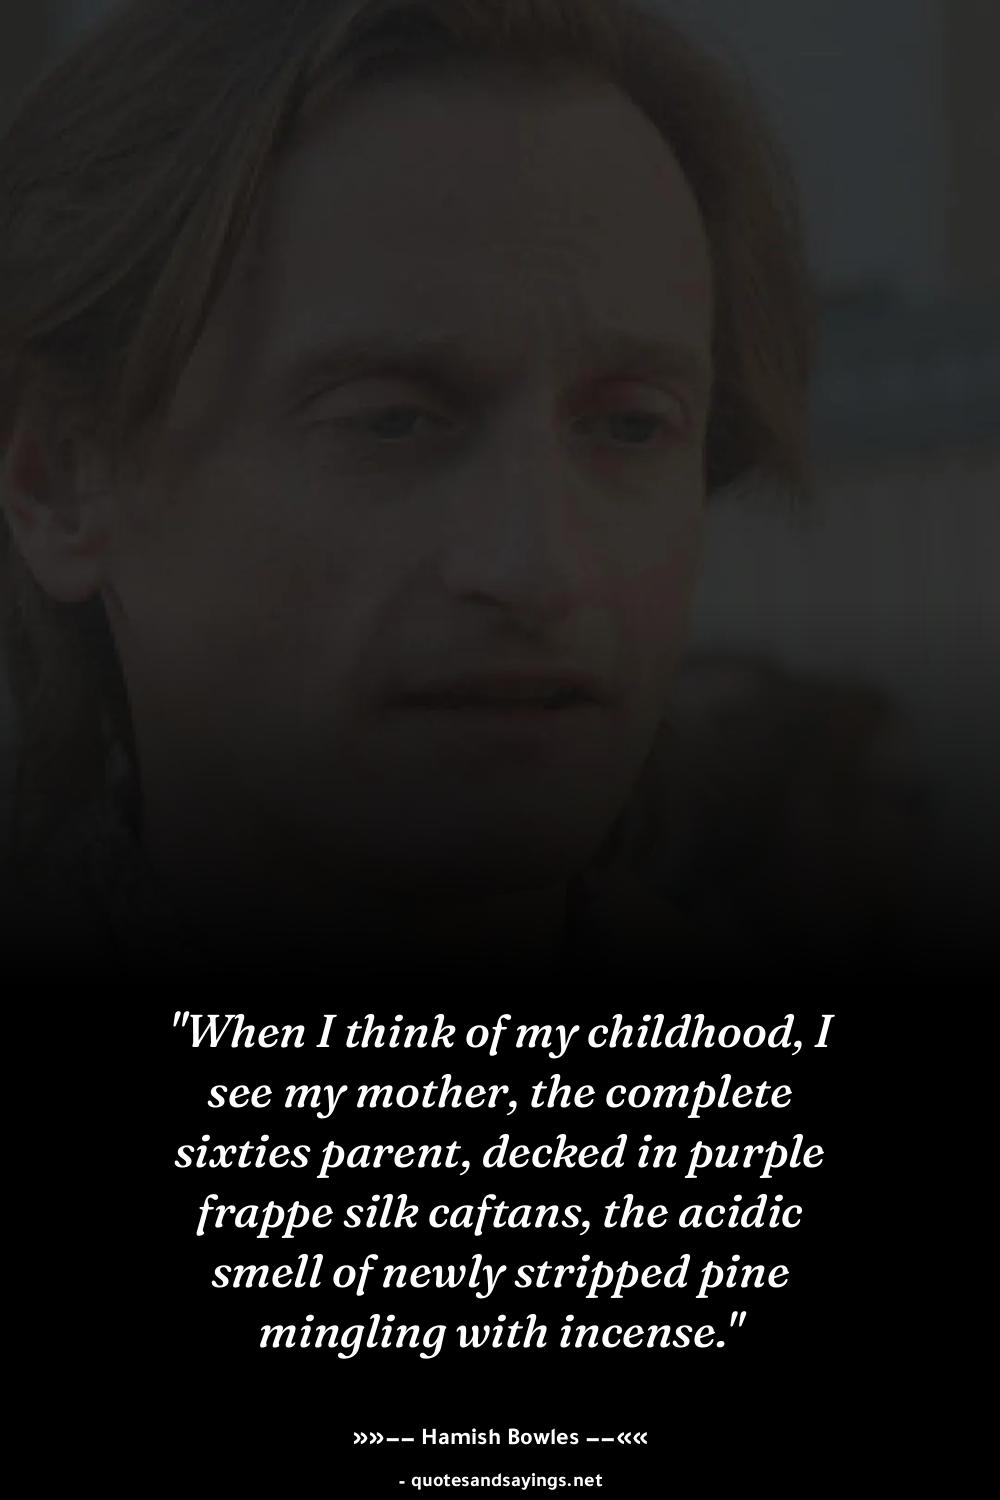 "When I think of my childhood, I
see my mother, the complete
sixties parent, decked in purple
frappe silk caftans, the acidic
smell of newly stripped pine
mingling with incense."
»»-- Hamish Bowles --««
- quotesandsayings.net